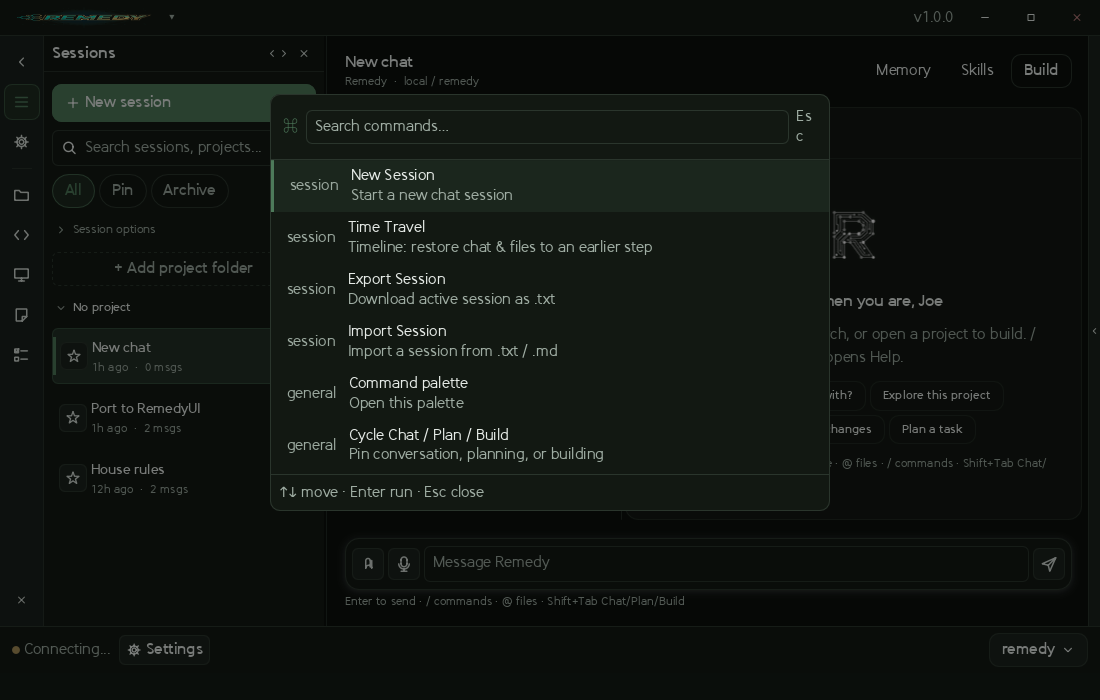 REMEDY
v1.0.0
Sessions
New session
Search sessions, projects...
All
Pin
Archive
Session options
+ Add project folder
No project
New chat
1h ago · 0 msgs
Port to RemedyUI
1h ago · 2 msgs
House rules
12h ago · 2 msgs
New chat
Remedy · local / remedy
Memory
Skills
Build
Search commands...
Es
c
session
New Session
Start a new chat session
session
Time Travel
Timeline: restore chat & files to an earlier step
session
Export Session
Download active session as .txt
session
Import Session
Import a session from .txt / .md
general
Command palette
Open this palette
general
Cycle Chat / Plan / Build
Pin conversation, planning, or building
↑↓ move · Enter run · Esc close
you are, Joe
or open a project to build. /
opens Help.
with?
Explore this project
changes
Plan a task
· @ files · / commands · Shift+Tab Chat/
Message Remedy
Enter to send · / commands · @ files · Shift+Tab Chat/Plan/Build
Connecting...
Settings
remedy